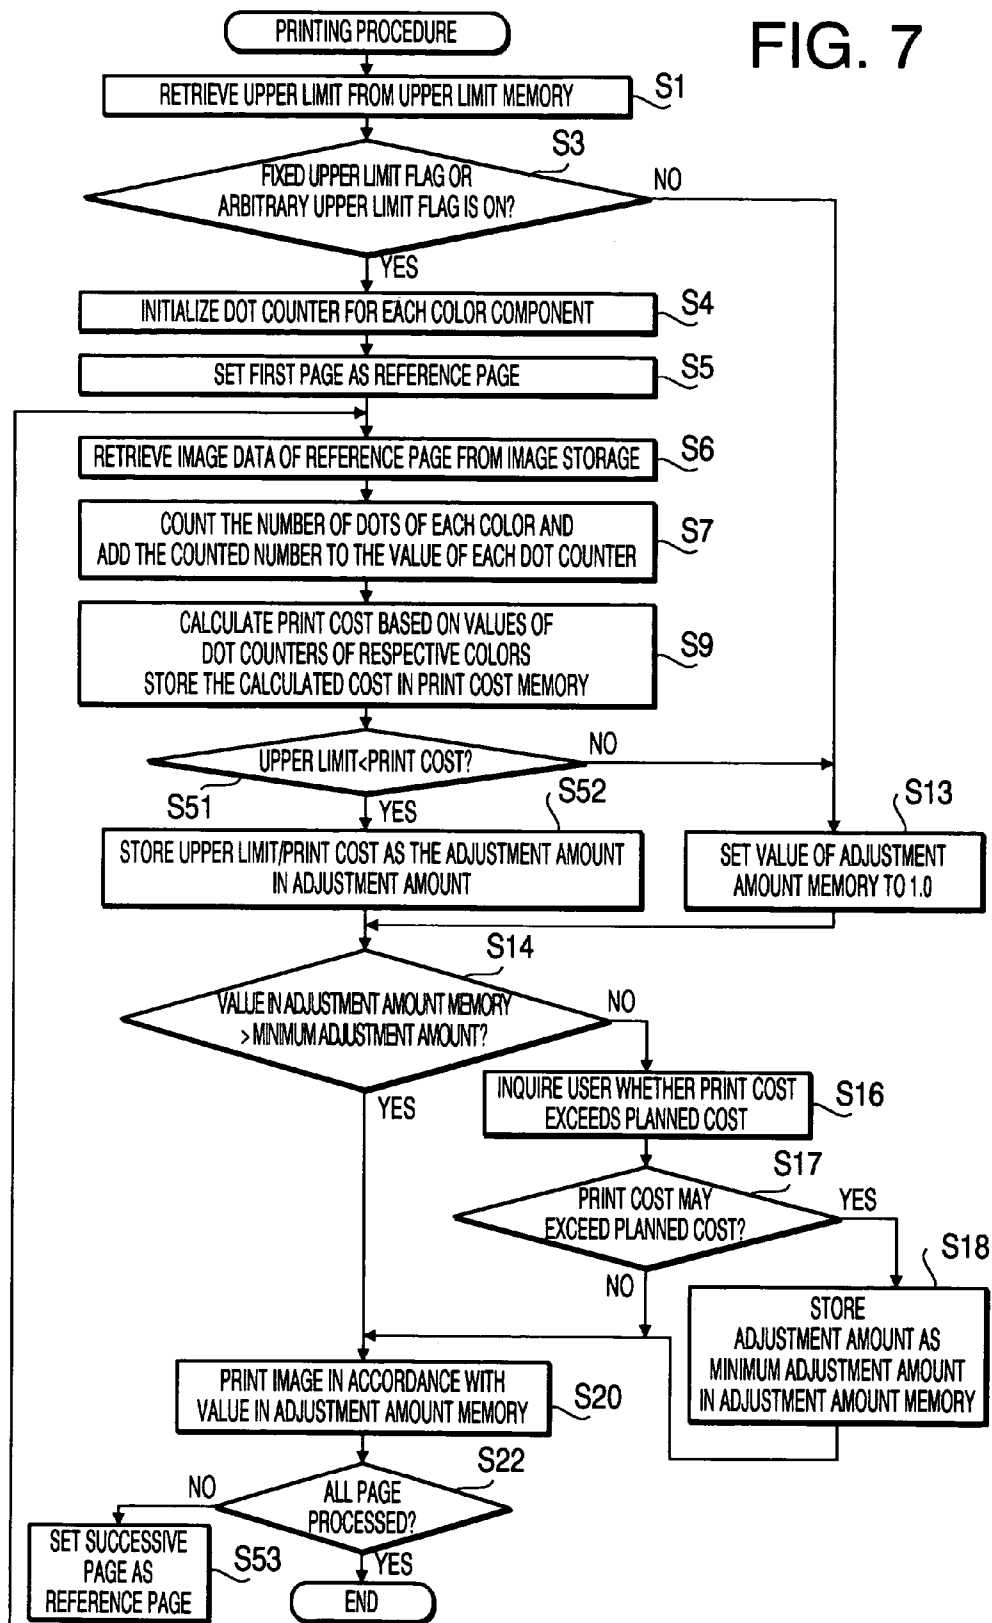 FIG. 7
PRINTING PROCEDURE
RETRIEVE UPPER LIMIT FROM UPPER LIMIT MEMORY
S1
S3
FIXED UPPER LIMIT FLAG OR
ARBITRARY UPPER LIMIT FLAG IS ON?
NO
YES
INITIALIZE DOT COUNTER FOR EACH COLOR COMPONENT
S4
SET FIRST PAGE AS REFERENCE PAGE
S5
RETRIEVE IMAGE DATA OF REFERENCE PAGE FROM IMAGE STORAGE
S6
COUNT THE NUMBER OF DOTS OF EACH COLOR AND
ADD THE COUNTED NUMBER TO THE VALUE OF EACH DOT COUNTER
S7
CALCULATE PRINT COST BASED ON VALUES OF
DOT COUNTERS OF RESPECTIVE COLORS
STORE THE CALCULATED COST IN PRINT COST MEMORY
S9
UPPER LIMIT<PRINT COST?
NO
S51
YES
S52
STORE UPPER LIMIT/PRINT COST AS THE ADJUSTMENT AMOUNT
IN ADJUSTMENT AMOUNT
S13
SET VALUE OF ADJUSTMENT
AMOUNT MEMORY TO 1.0
S14
VALUE IN ADJUSTMENT AMOUNT MEMORY
> MINIMUM ADJUSTMENT AMOUNT?
NO
YES
INQUIRE USER WHETHER PRINT COST
EXCEEDS PLANNED COST
S16
S17
PRINT COST MAY
EXCEED PLANNED COST?
YES
NO
S18
STORE
ADJUSTMENT AMOUNT AS
MINIMUM ADJUSTMENT AMOUNT
IN ADJUSTMENT AMOUNT MEMORY
PRINT IMAGE IN ACCORDANCE WITH
VALUE IN ADJUSTMENT AMOUNT MEMORY
S20
S22
ALL PAGE
PROCESSED?
NO
YES
SET SUCCESSIVE
PAGE AS
REFERENCE PAGE
S53
END